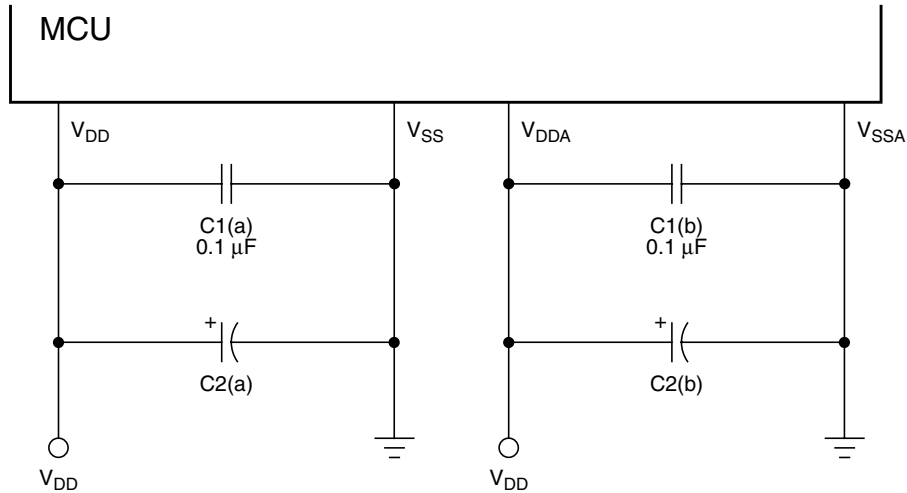 MCU
VDD
VSS
VDDA
VSSA
C1(a)
0.1 μF
C1(b)
0.1 μF
+
C2(a)
+
C2(b)
VDD
VDD